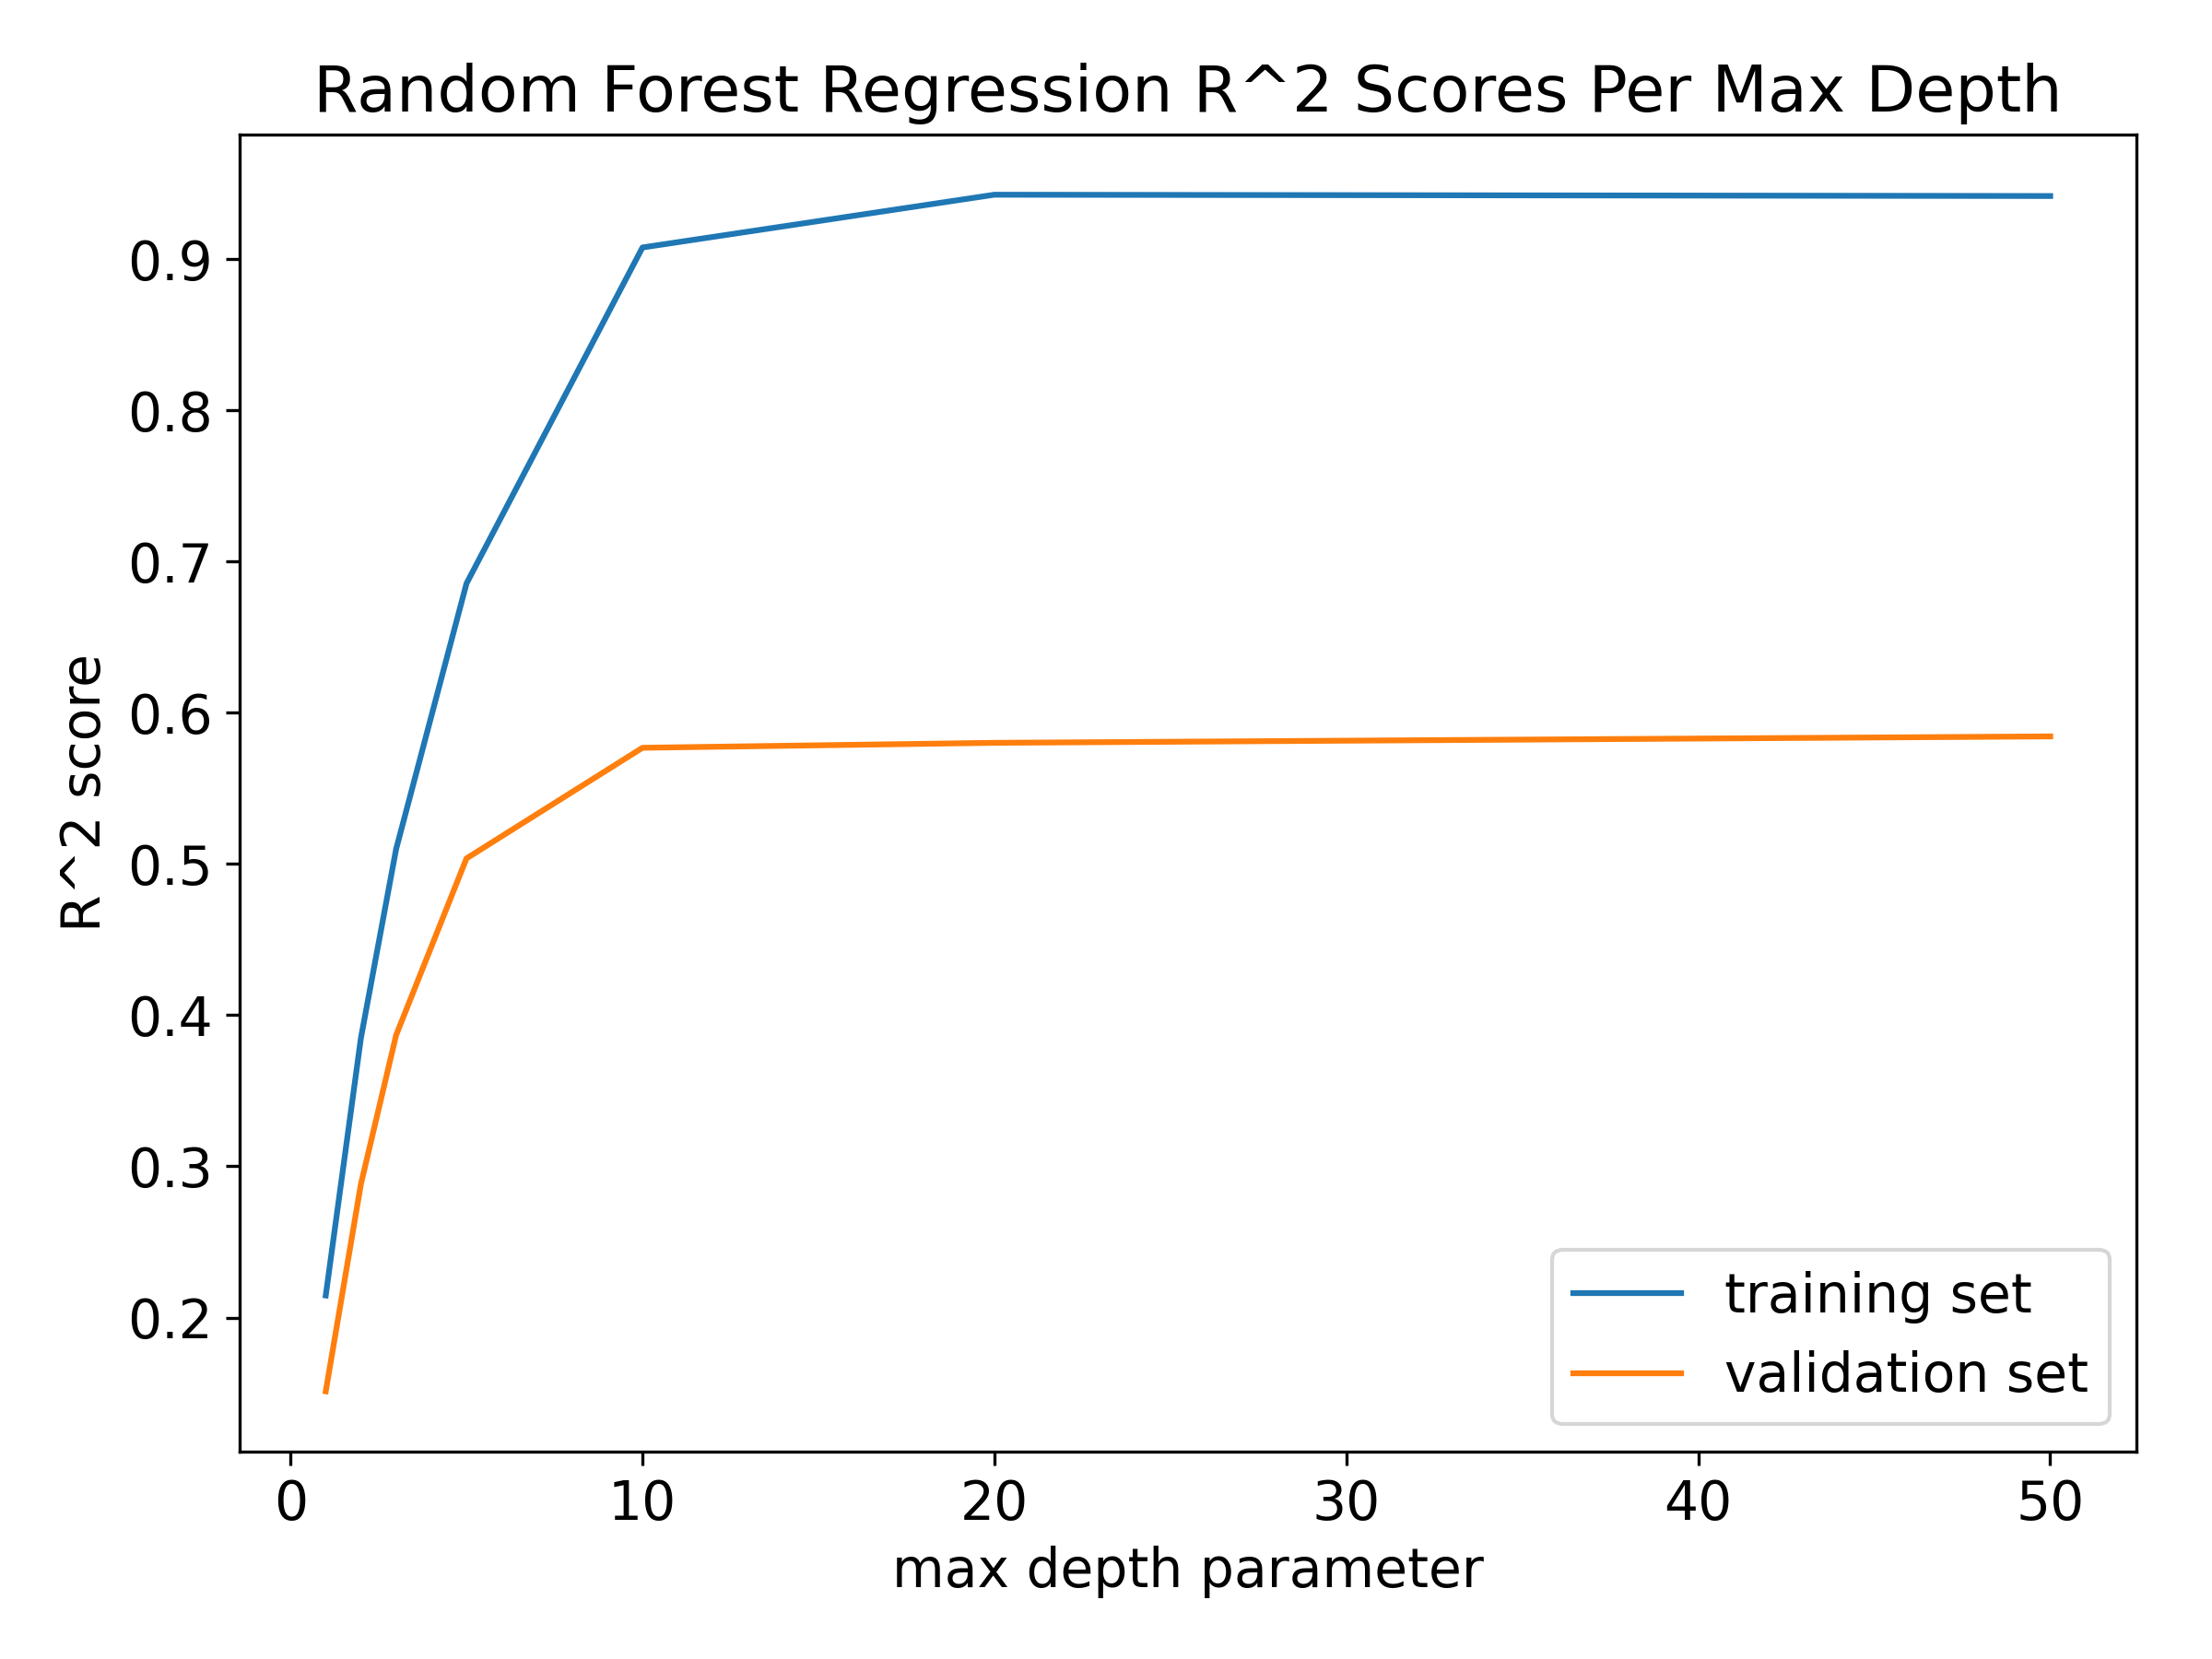 Random Forest Regression R^2 Scores Per Max Depth
R^2 score
0.9
0.8
0.7
0.6
0.5
0.4
0.3
0.2
training set
validation set
0 10 20 30 40 50
max depth parameter